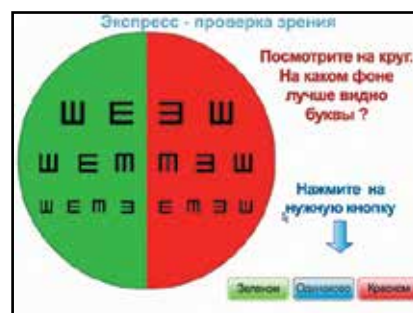 Экспресс - проверка зрения
Посмотрите на круг.
На каком фоне
лучше видно
буквы ?
Ш Е Э Ш
Ш Е m m Э Ш
Ш Е m Э Е m Э Ш
Нажмите на
нужную кнопку
Зеленом Одинаково Красном